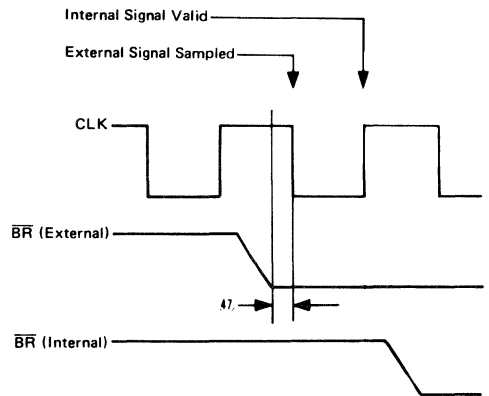 Internal Signal Valid
External Signal Sampled
CLK
BR (External)
47
BR (Internal)